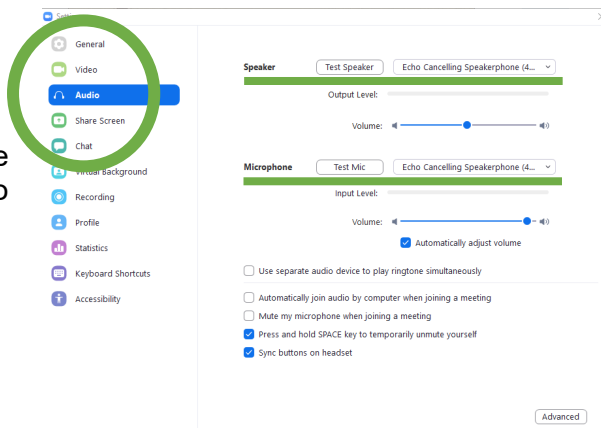 General
Video
Audio
Share Screen
Chat
Virtual Background
Recording
Profile
Statistics
Keyboard Shortcuts
Accessibility
Speaker Test Speaker Echo Cancelling Speakerphone (4...
Output Level:
Volume:
Microphone Test Mic Echo Cancelling Speakerphone (4...
Input Level:
Volume:
Automatically adjust volume
Use separate audio device to play ringtone simultaneously
Automatically join audio by computer when joining a meeting
Mute my microphone when joining a meeting
Press and hold SPACE key to temporarily unmute yourself
Sync buttons on headset
Advanced